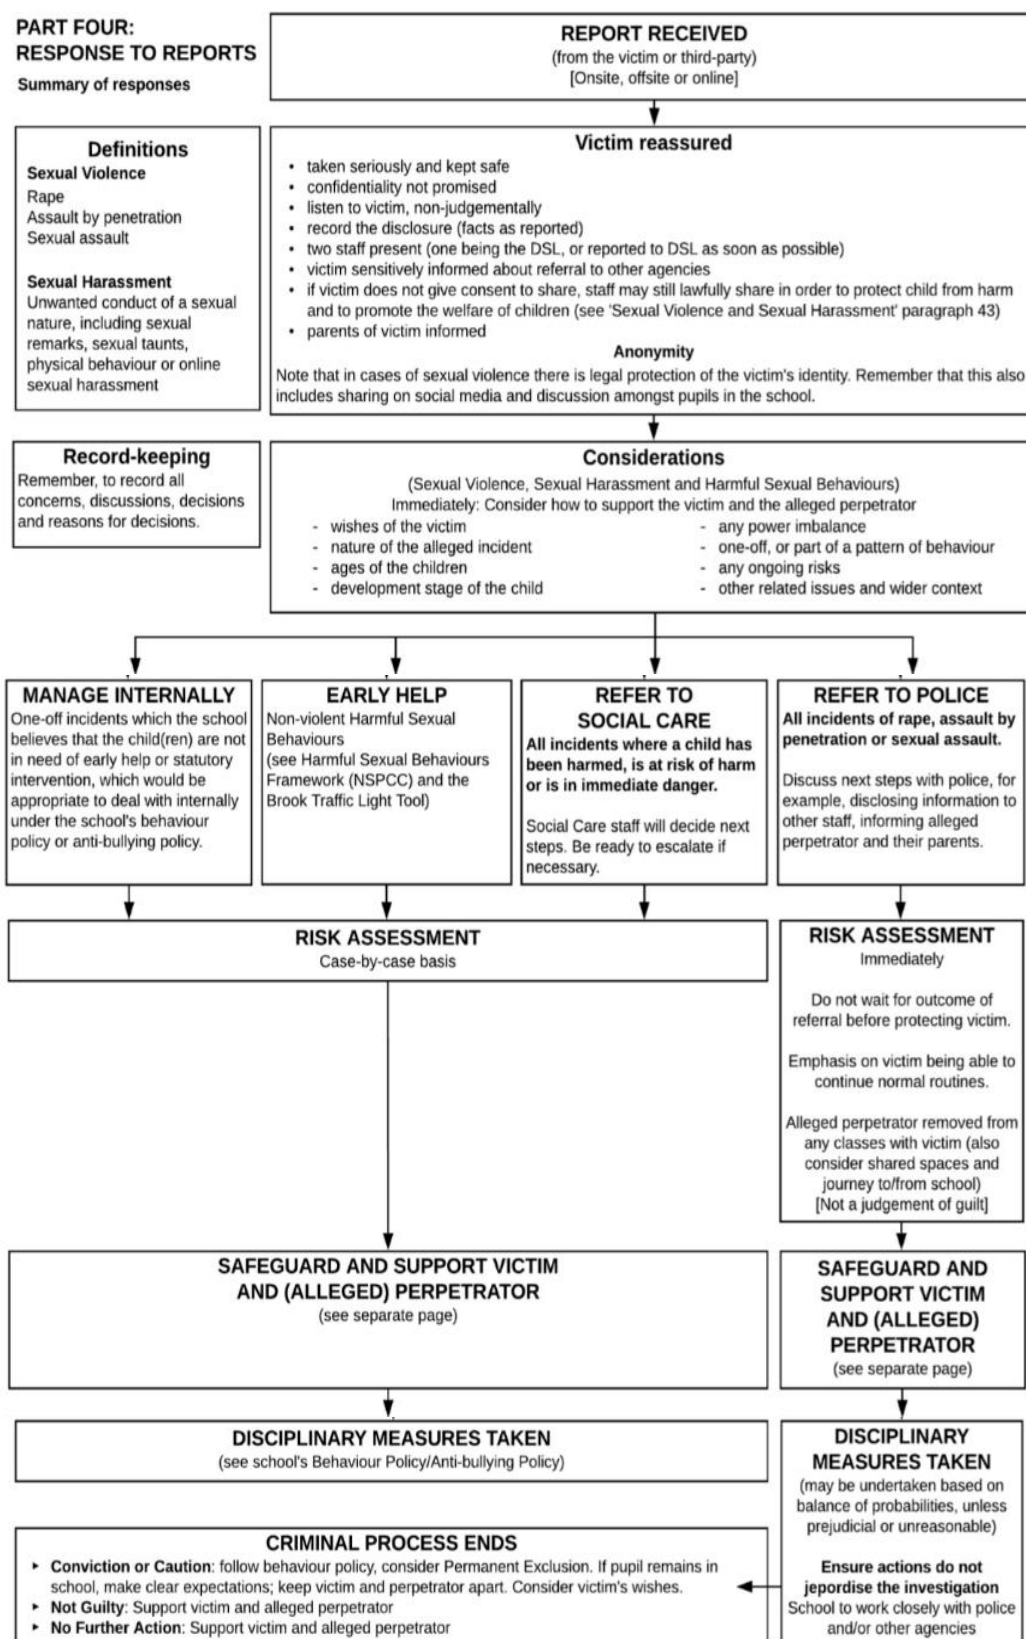 PART FOUR:
RESPONSE TO REPORTS
Summary of responses
REPORT RECEIVED
(from the victim or third-party)
[Onsite, offsite or online]
Definitions
Sexual Violence
Rape
Assault by penetration
Sexual assault
Sexual Harassment
Unwanted conduct of a sexual
nature, including sexual
remarks, sexual taunts,
physical behaviour or online
sexual harassment
Victim reassured
• taken seriously and kept safe
• confidentiality not promised
• listen to victim, non-judgementally
• record the disclosure (facts as reported)
• two staff present (one being the DSL, or reported to DSL as soon as possible)
• victim sensitively informed about referral to other agencies
• if victim does not give consent to share, staff may still lawfully share in order to protect child from harm
and to promote the welfare of children (see 'Sexual Violence and Sexual Harassment' paragraph 43)
• parents of victim informed
Anonymity
Note that in cases of sexual violence there is legal protection of the victim's identity. Remember that this also
includes sharing on social media and discussion amongst pupils in the school.
Record-keeping
Remember, to record all
concerns, discussions, decisions
and reasons for decisions.
Considerations
(Sexual Violence, Sexual Harassment and Harmful Sexual Behaviours)
Immediately: Consider how to support the victim and the alleged perpetrator
- wishes of the victim
- nature of the alleged incident
- ages of the children
- development stage of the child
- any power imbalance
- one-off, or part of a pattern of behaviour
- any ongoing risks
- other related issues and wider context
MANAGE INTERNALLY
One-off incidents which the school
believes that the child(ren) are not
in need of early help or statutory
intervention, which would be
appropriate to deal with internally
under the school's behaviour
policy or anti-bullying policy.
EARLY HELP
Non-violent Harmful Sexual
Behaviours
(see Harmful Sexual Behaviours
Framework (NSPCC) and the
Brook Traffic Light Tool)
REFER TO
SOCIAL CARE
All incidents where a child has
been harmed, is at risk of harm
or is in immediate danger.
Social Care staff will decide next
steps. Be ready to escalate if
necessary.
REFER TO POLICE
All incidents of rape, assault by
penetration or sexual assault.
Discuss next steps with police, for
example, disclosing information to
other staff, informing alleged
perpetrator and their parents.
RISK ASSESSMENT
Case-by-case basis
RISK ASSESSMENT
Immediately
Do not wait for outcome of
referral before protecting victim.
Emphasis on victim being able to
continue normal routines.
Alleged perpetrator removed from
any classes with victim (also
consider shared spaces and
journey to/from school)
[Not a judgement of guilt]
SAFEGUARD AND SUPPORT VICTIM
AND (ALLEGED) PERPETRATOR
(see separate page)
SAFEGUARD AND
SUPPORT VICTIM
AND (ALLEGED)
PERPETRATOR
(see separate page)
DISCIPLINARY MEASURES TAKEN
(see school's Behaviour Policy/Anti-bullying Policy)
DISCIPLINARY
MEASURES TAKEN
(may be undertaken based on
balance of probabilities, unless
prejudicial or unreasonable)
Ensure actions do not
jepordise the investigation
School to work closely with police
and/or other agencies
CRIMINAL PROCESS ENDS
‣ Conviction or Caution: follow behaviour policy, consider Permanent Exclusion. If pupil remains in
school, make clear expectations; keep victim and perpetrator apart. Consider victim's wishes.
‣ Not Guilty: Support victim and alleged perpetrator
‣ No Further Action: Support victim and alleged perpetrator